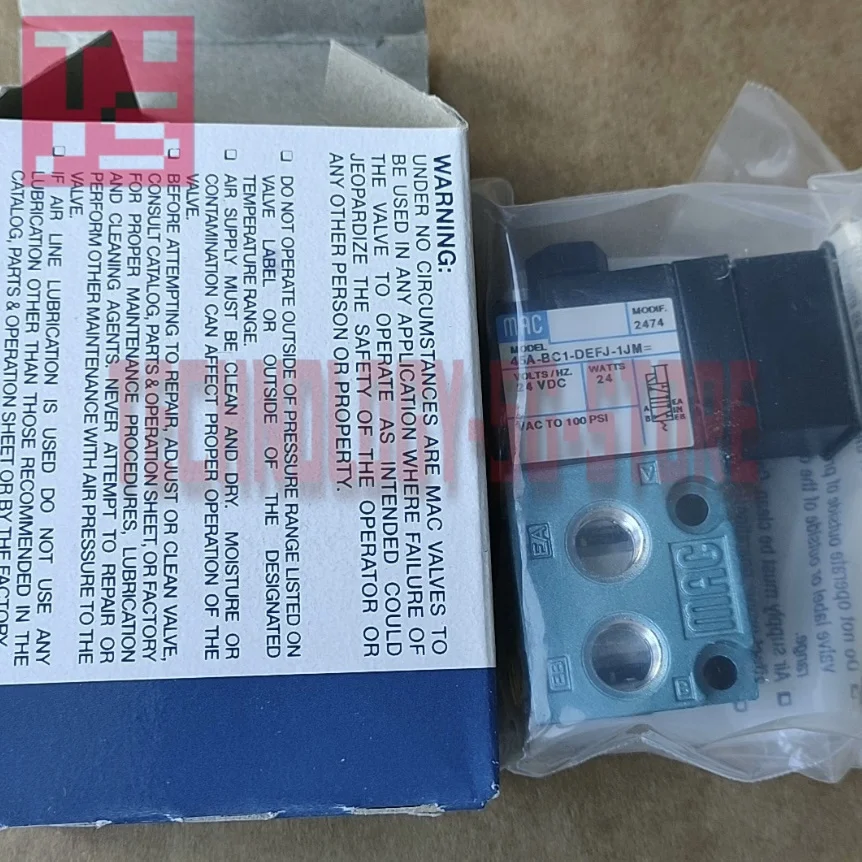 WARNING:
UNDER NO CIRCUMSTANCES ARE MAC VALVES TO
BE USED IN ANY APPLICATION WHERE FAILURE OF
THE VALVE TO OPERATE AS INTENDED COULD
JEOPARDIZE THE SAFETY OF THE OPERATOR OR
ANY OTHER PERSON OR PROPERTY.
DO NOT OPERATE OUTSIDE OF PRESSURE RANGE LISTED ON
VALVE LABEL OR OUTSIDE OF THE DESIGNATED
TEMPERATURE RANGE.
AIR SUPPLY MUST BE CLEAN AND DRY. MOISTURE OR
CONTAMINATION CAN AFFECT PROPER OPERATION OF THE
VALVE.
BEFORE ATTEMPTING TO REPAIR, ADJUST OR CLEAN VALVE,
CONSULT CATALOG, PARTS & OPERATION SHEET, OR FACTORY
FOR PROPER MAINTENANCE PROCEDURES, LUBRICATION
AND CLEANING AGENTS. NEVER ATTEMPT TO REPAIR OR
PERFORM OTHER MAINTENANCE WITH AIR PRESSURE TO THE
VALVE.
IF AIR LINE LUBRICATION IS USED DO NOT USE ANY
LUBRICATION OTHER THAN THOSE RECOMMENDED IN THE
CATALOG, PARTS & OPERATION SHEET OR BY THE FACTORY
MAC
MODIF.
2474
MODEL
45A-BC1-DEFJ-1JM=
VOLTS/HZ.
24 VDC
WATTS
24
VAC TO 100 PSI
A
B
EA
IN
EB
A
EA
MAC
EB
B
TECHNOLOGY-SG-STORE